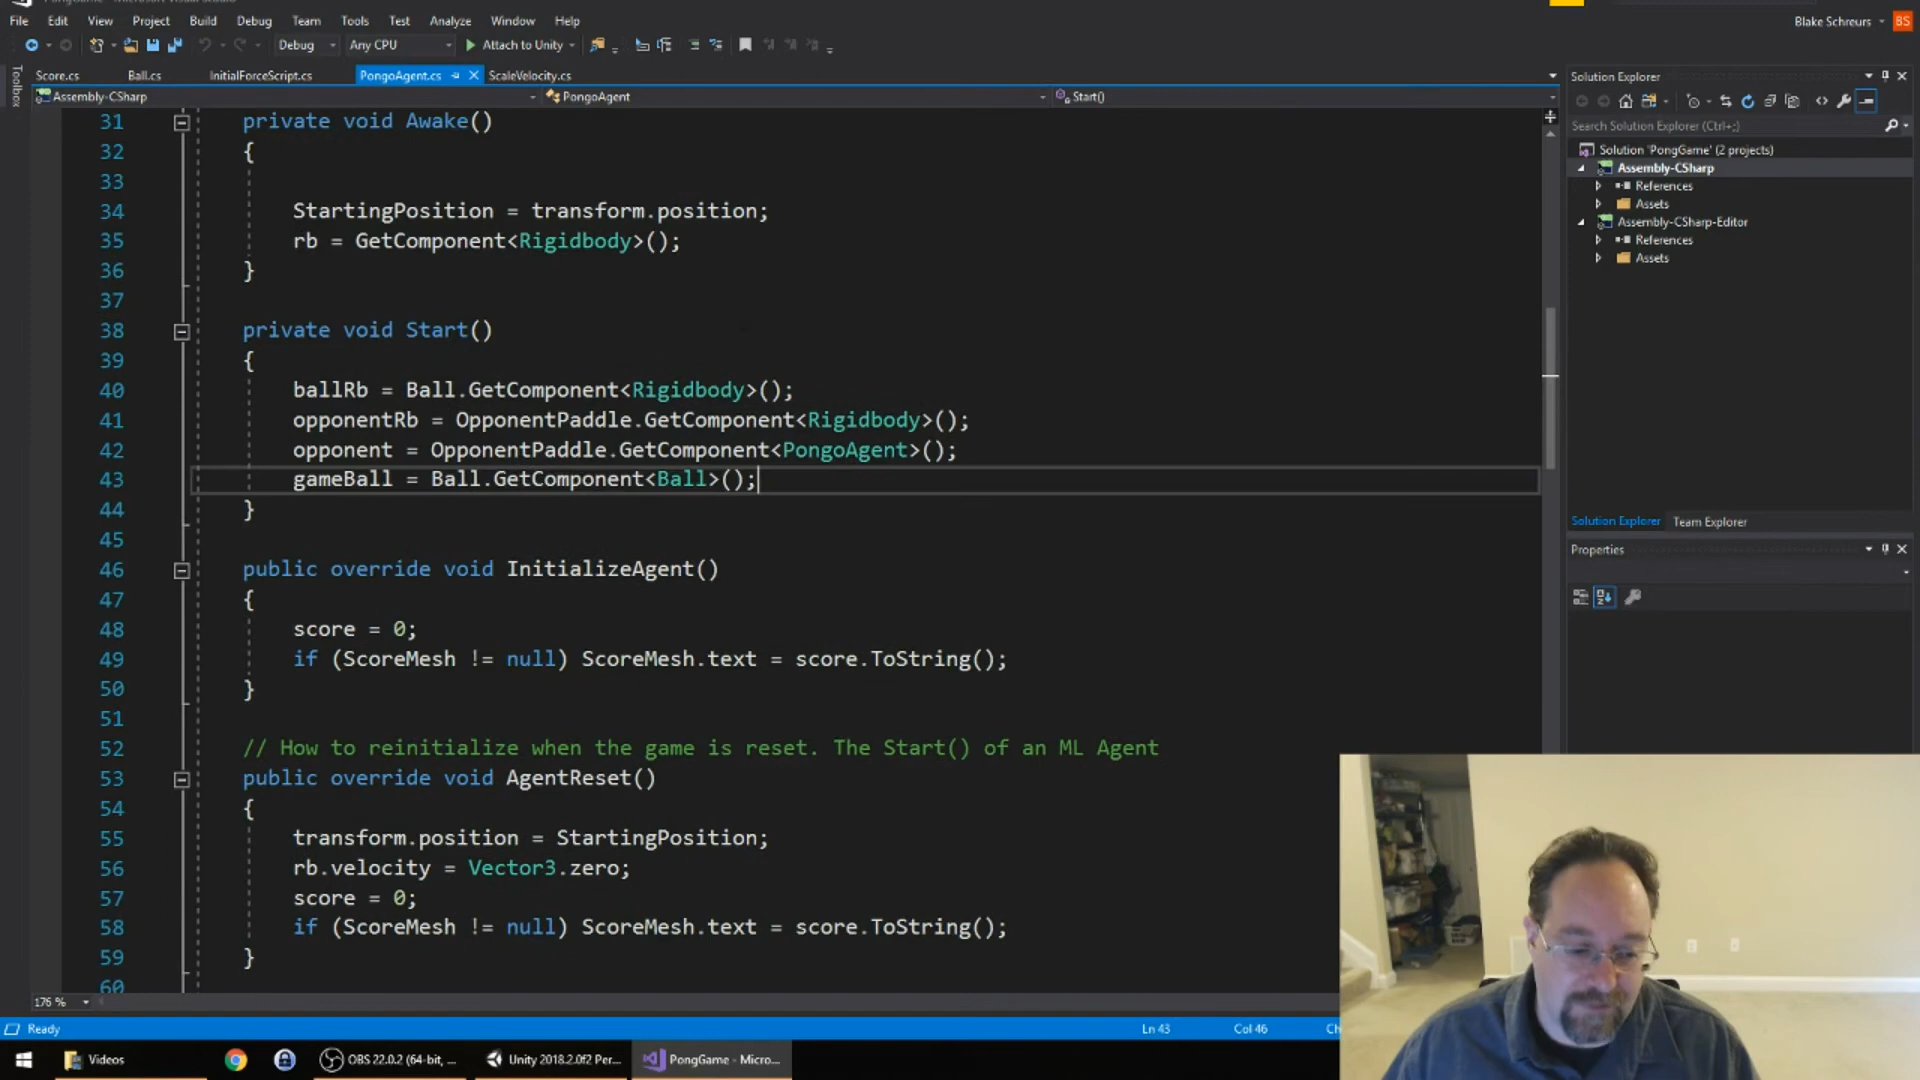 File Edit View Project Build Debug Team Tools Test Analyze Window Help
Blake Schreurs BS
Debug Any CPU Attach to Unity
Toolbox
Score.cs Ball.cs InitialForceScript.cs PongoAgent.cs ScaleVelocity.cs
Assembly-CSharp PongoAgent Start()
31 private void Awake()
32 {
33
34 StartingPosition = transform.position;
35 rb = GetComponent<Rigidbody>();
36 }
37
38 private void Start()
39 {
40 ballRb = Ball.GetComponent<Rigidbody>();
41 opponentRb = OpponentPaddle.GetComponent<Rigidbody>();
42 opponent = OpponentPaddle.GetComponent<PongoAgent>();
43 gameBall = Ball.GetComponent<Ball>();
44 }
45
46 public override void InitializeAgent()
47 {
48 score = 0;
49 if (ScoreMesh != null) ScoreMesh.text = score.ToString();
50 }
51
52 // How to reinitialize when the game is reset. The Start() of an ML Agent
53 public override void AgentReset()
54 {
55 transform.position = StartingPosition;
56 rb.velocity = Vector3.zero;
57 score = 0;
58 if (ScoreMesh != null) ScoreMesh.text = score.ToString();
59 }
60
176 %
Solution Explorer
Search Solution Explorer (Ctrl+;)
Solution 'PongGame' (2 projects)
Assembly-CSharp
References
Assets
Assembly-CSharp-Editor
References
Assets
Solution Explorer Team Explorer
Properties
Ready Ln 43 Col 46
Videos OBS 22.0.2 (64-bit, ... Unity 2018.2.0f2 Per... PongGame - Micro...